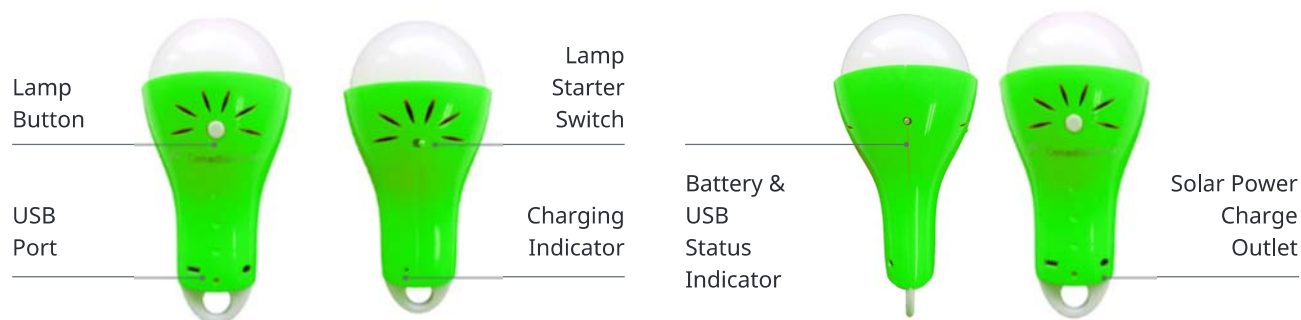 Lamp
Button
USB
Port
Lamp
Starter
Switch
Charging
Indicator
Battery &
USB
Status
Indicator
Solar Power
Charge
Outlet